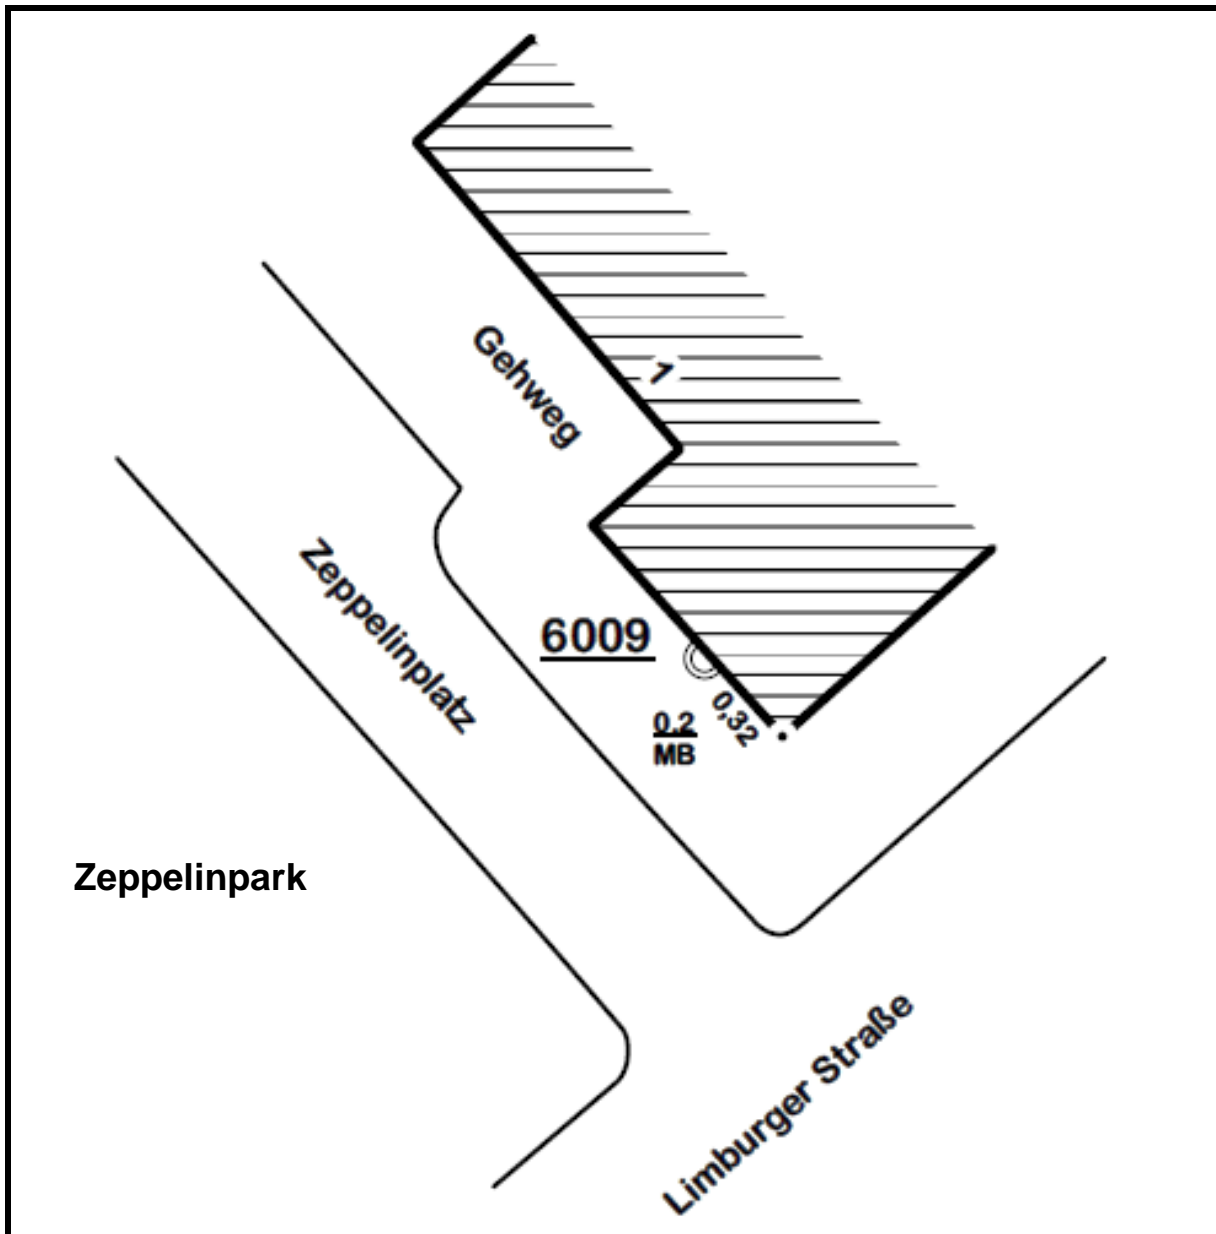 Gehweg
1
Zeppelinplatz
6009
0,32
0.2
MB
Zeppelinpark
Limburger Straße